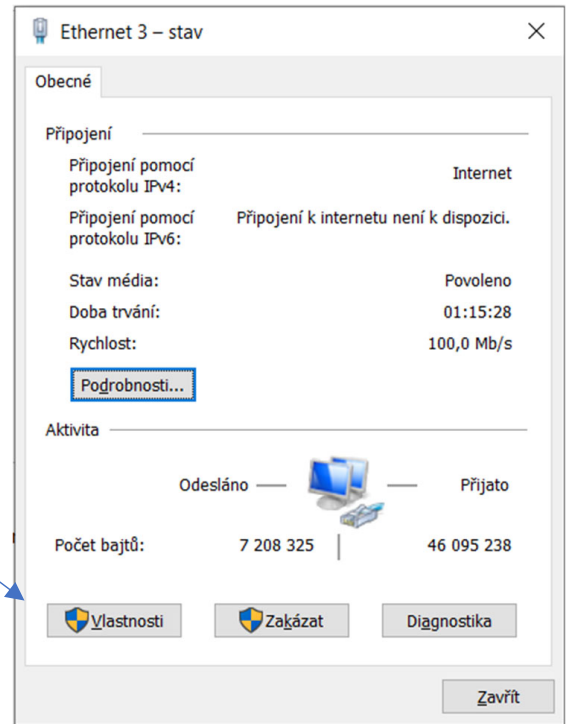 Ethernet 3 – stav
Obecné
Připojení
Připojení pomocí
protokolu IPv4:
Internet
Připojení pomocí
protokolu IPv6:
Připojení k internetu není k dispozici.
Stav média: Povoleno
Doba trvání: 01:15:28
Rychlost: 100,0 Mb/s
Podrobnosti...
Aktivita
Odesláno — — Přijato
Počet bajtů: 7 208 325 | 46 095 238
Vlastnosti Zakázat Diagnostika
Zavřít